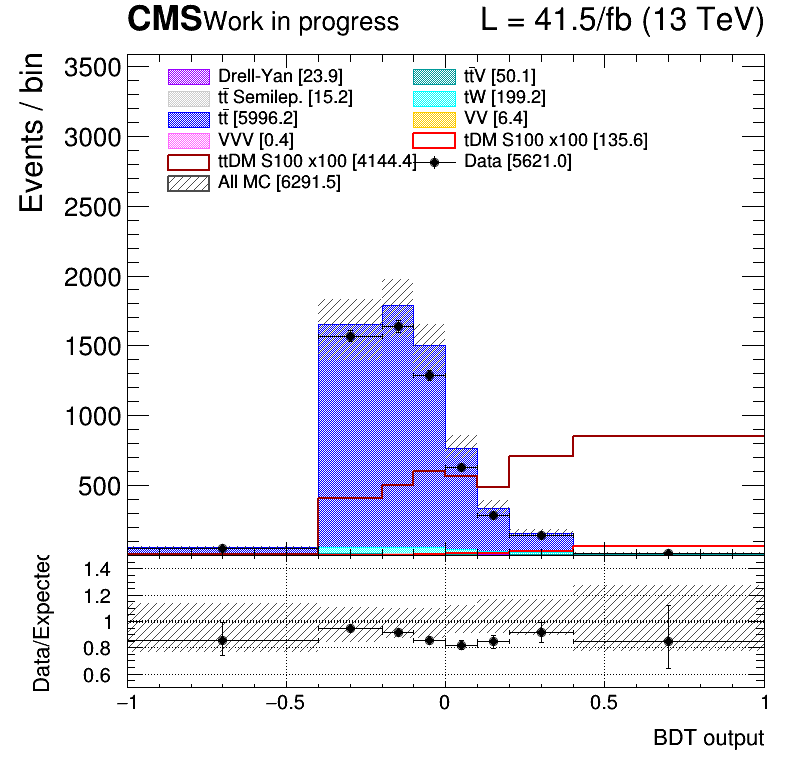 CMS Work in progress L = 41.5/fb (13 TeV)
Events / bin
3500
3000
2500
2000
1500
1000
500
Drell-Yan [23.9] tt̄V [50.1]
tt̄ Semilep. [15.2] tW [199.2]
tt̄ [5996.2] VV [6.4]
VVV [0.4] tDM S100 x100 [135.6]
ttDM S100 x100 [4144.4] Data [5621.0]
All MC [6291.5]
Data/Expected
1.4
1.2
1
0.8
0.6
−1 −0.5 0 0.5 1
BDT output